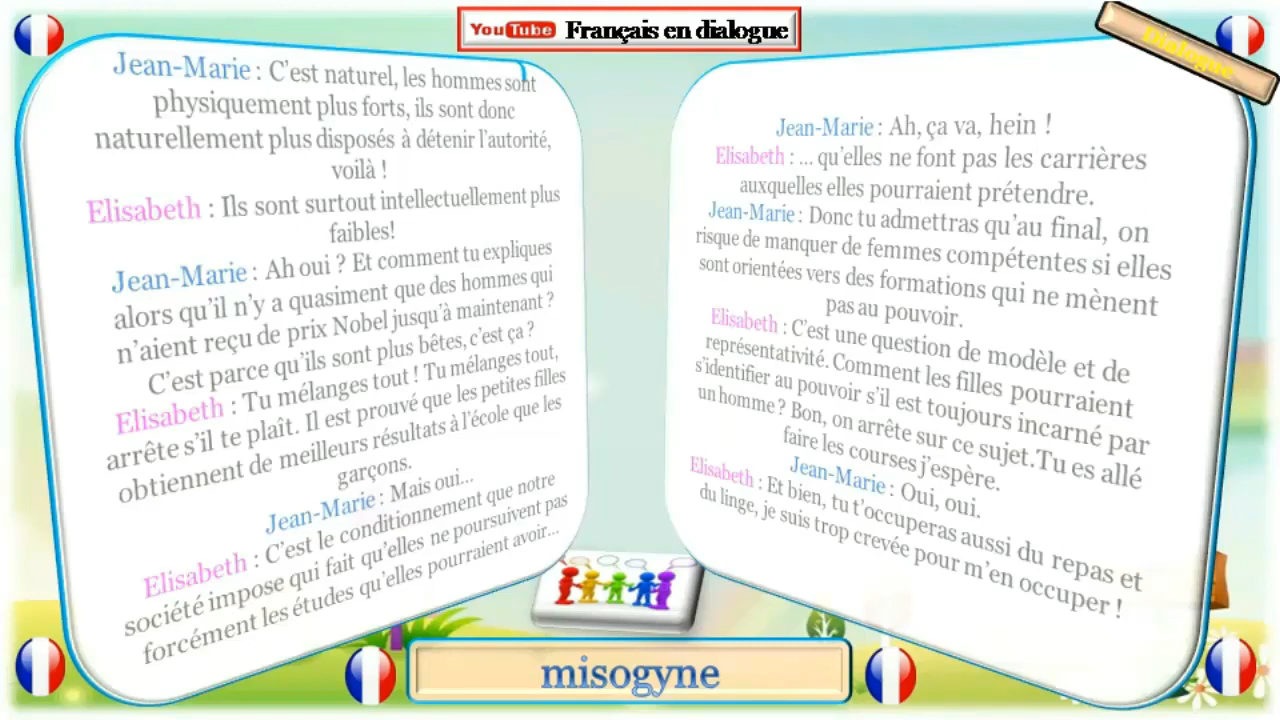 YouTube Français en dialogue
Dialogue
Jean-Marie : C'est naturel, les hommes sont
physiquement plus forts, ils sont donc
naturellement plus disposés à détenir l'autorité,
voilà !
Elisabeth : Ils sont surtout intellectuellement plus
faibles!
Jean-Marie : Ah oui ? Et comment tu expliques
alors qu'il n'y a quasiment que des hommes qui
n'aient reçu de prix Nobel jusqu'à maintenant ?
C'est parce qu'ils sont plus bêtes, c'est ça ?
Elisabeth : Tu mélanges tout ! Tu mélanges tout,
arrête s'il te plaît. Il est prouvé que les petites filles
obtiennent de meilleurs résultats à l'école que les
garçons.
Jean-Marie : Mais oui...
Elisabeth : C'est le conditionnement que notre
société impose qui fait qu'elles ne poursuivent pas
forcément les études qu'elles pourraient avoir...
Jean-Marie : Ah, ça va, hein !
Elisabeth : ... qu'elles ne font pas les carrières
auxquelles elles pourraient prétendre.
Jean-Marie : Donc tu admettras qu'au final, on
risque de manquer de femmes compétentes si elles
sont orientées vers des formations qui ne mènent
pas au pouvoir.
Elisabeth : C'est une question de modèle et de
représentativité. Comment les filles pourraient
s'identifier au pouvoir s'il est toujours incarné par
un homme ? Bon, on arrête sur ce sujet.Tu es allé
faire les courses j'espère.
Jean-Marie : Oui, oui.
Elisabeth : Et bien, tu t'occuperas aussi du repas et
du linge, je suis trop crevée pour m'en occuper !
misogyne